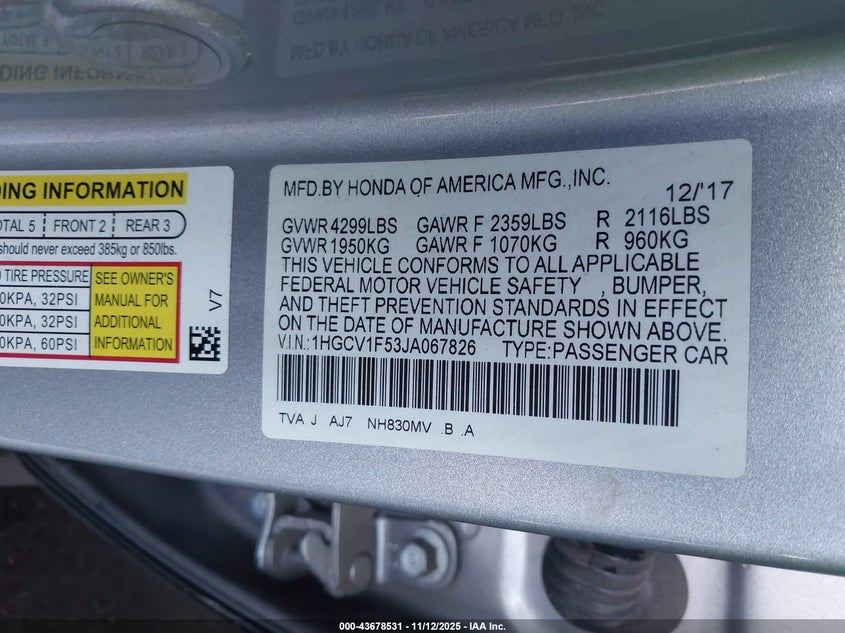 DING INFORMATION
OTAL 5 FRONT 2 REAR 3
should never exceed 385kg or 850lbs.
TIRE PRESSURE
0KPA, 32PSI
0KPA, 32PSI
0KPA, 60PSI
SEE OWNER'S
MANUAL FOR
ADDITIONAL
INFORMATION
V7
MFD.BY HONDA OF AMERICA MFG.,INC. 12/'17
GVWR 4299LBS GAWR F 2359LBS R 2116LBS
GVWR 1950KG GAWR F 1070KG R 960KG
THIS VEHICLE CONFORMS TO ALL APPLICABLE
FEDERAL MOTOR VEHICLE SAFETY , BUMPER,
AND THEFT PREVENTION STANDARDS IN EFFECT
ON THE DATE OF MANUFACTURE SHOWN ABOVE.
V.I.N.:1HGCV1F53JA067826 TYPE:PASSENGER CAR
TVA J AJ7 NH830MV .B .A
000-43678531 - 11/12/2025 - IAA Inc.